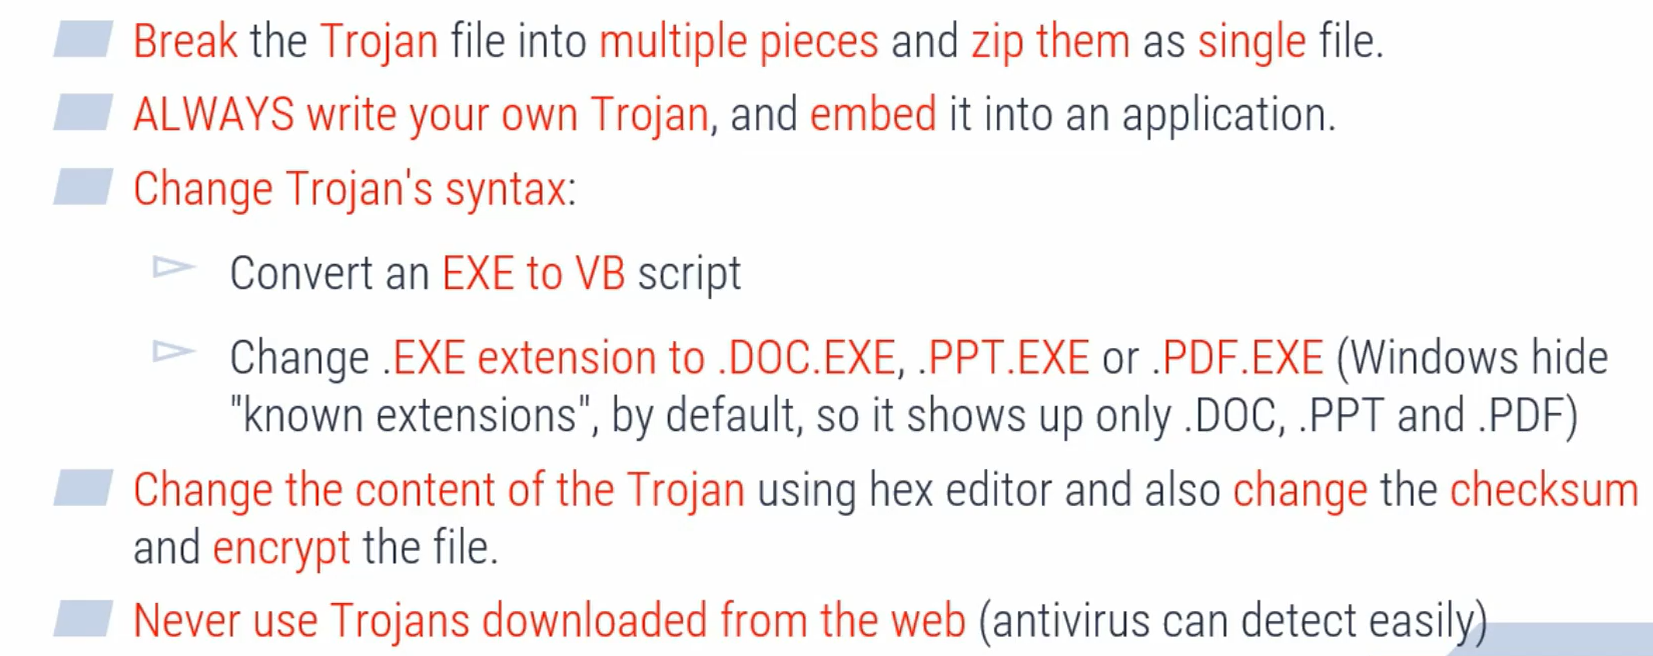 Break the Trojan file into multiple pieces and zip them as single file.
ALWAYS write your own Trojan, and embed it into an application.
Change Trojan's syntax:
Convert an EXE to VB script
Change .EXE extension to .DOC.EXE, .PPT.EXE or .PDF.EXE (Windows hide
"known extensions", by default, so it shows up only .DOC, .PPT and .PDF)
Change the content of the Trojan using hex editor and also change the checksum
and encrypt the file.
Never use Trojans downloaded from the web (antivirus can detect easily)